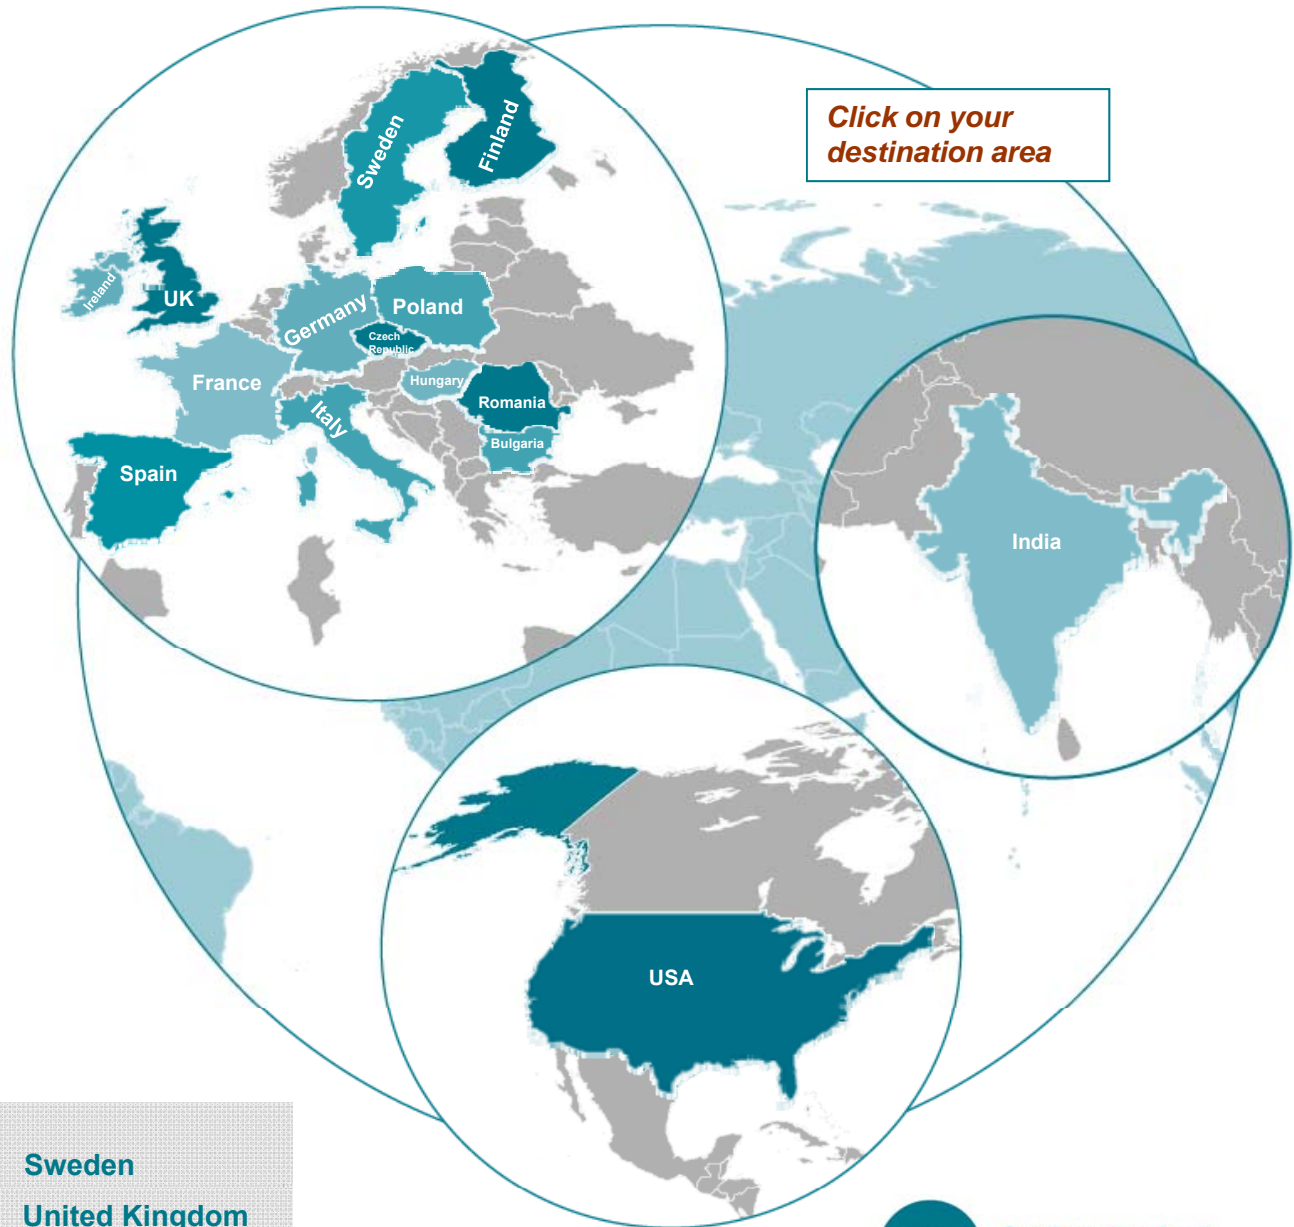 Click on your
destination area
Sweden
Finland
Ireland
UK
Germany
Poland
Czech
Republic
France
Hungary
Italy
Romania
Bulgaria
Spain
India
USA
Sweden
United Kingdom